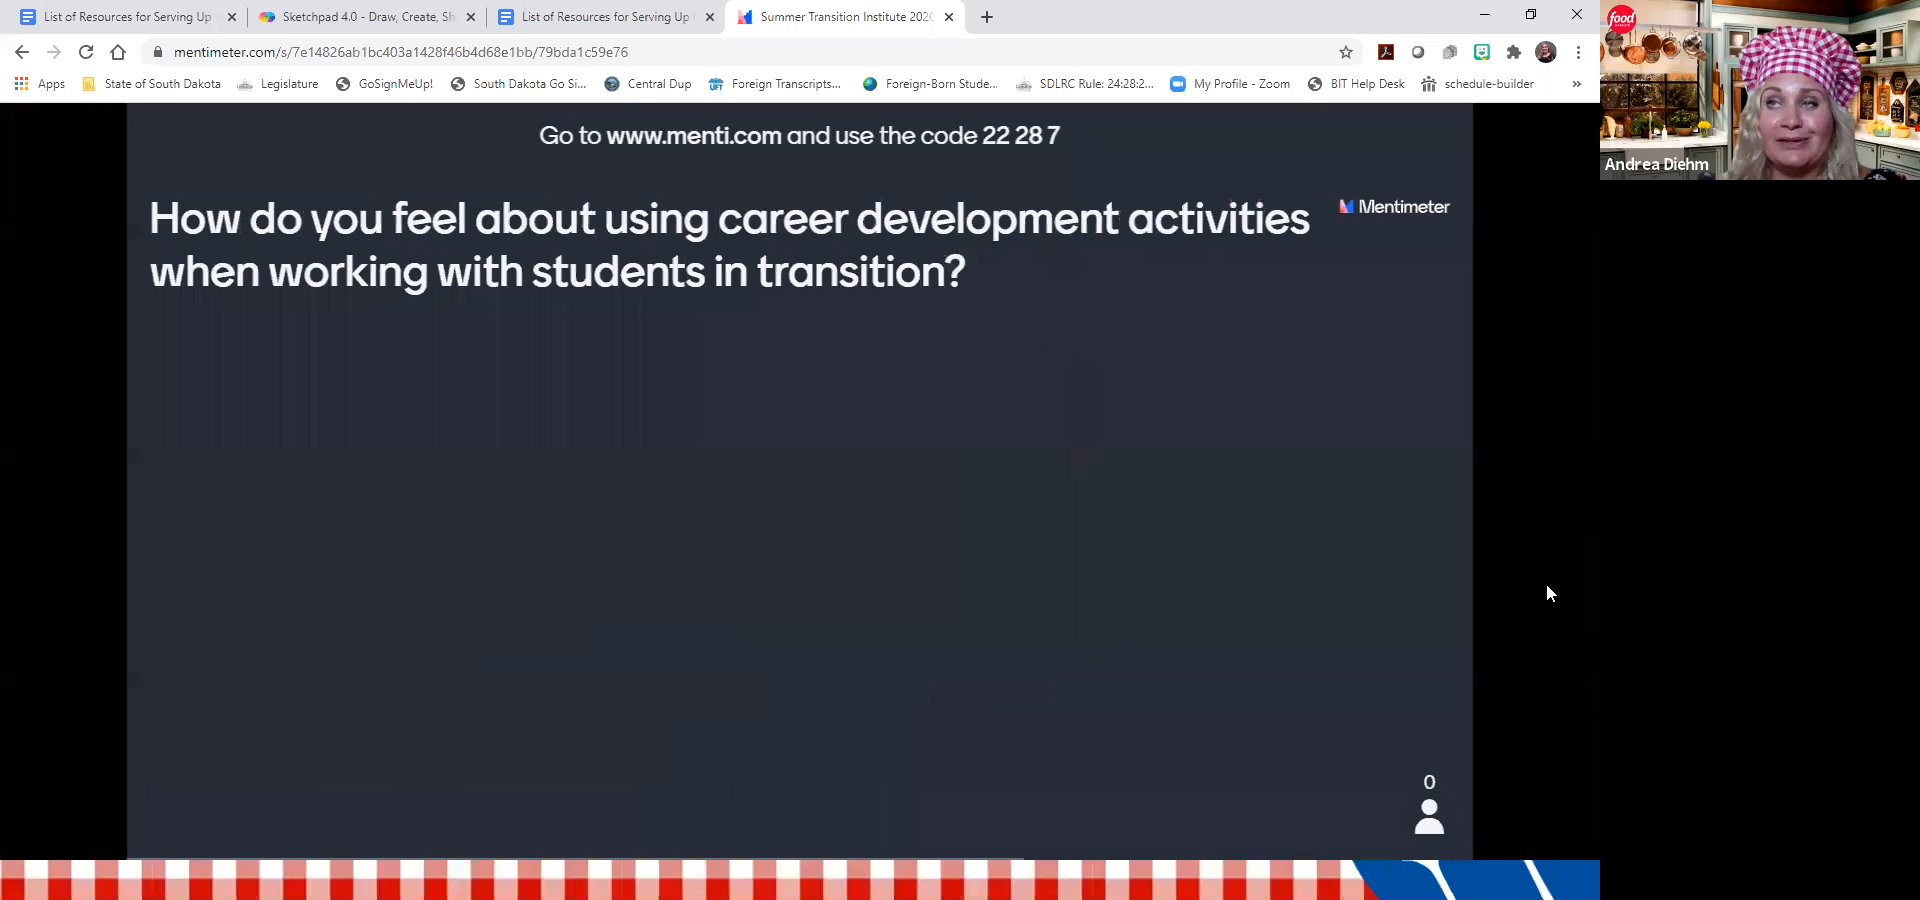 List of Resources for Serving Up
Sketchpad 4.0 - Draw, Create, Sh
List of Resources for Serving Up
Summer Transition Institute 2020
mentimeter.com/s/7e14826ab1bc403a1428f46b4d68e1bb/79bda1c59e76
Apps
State of South Dakota
Legislature
GoSignMeUp!
South Dakota Go Si...
Central Dup
Foreign Transcripts...
Foreign-Born Stude...
SDLRC Rule: 24:28:2...
My Profile - Zoom
BIT Help Desk
schedule-builder
»
food
Andrea Diehm
Go to www.menti.com and use the code 22 28 7
How do you feel about using career development activities
when working with students in transition?
Mentimeter
0